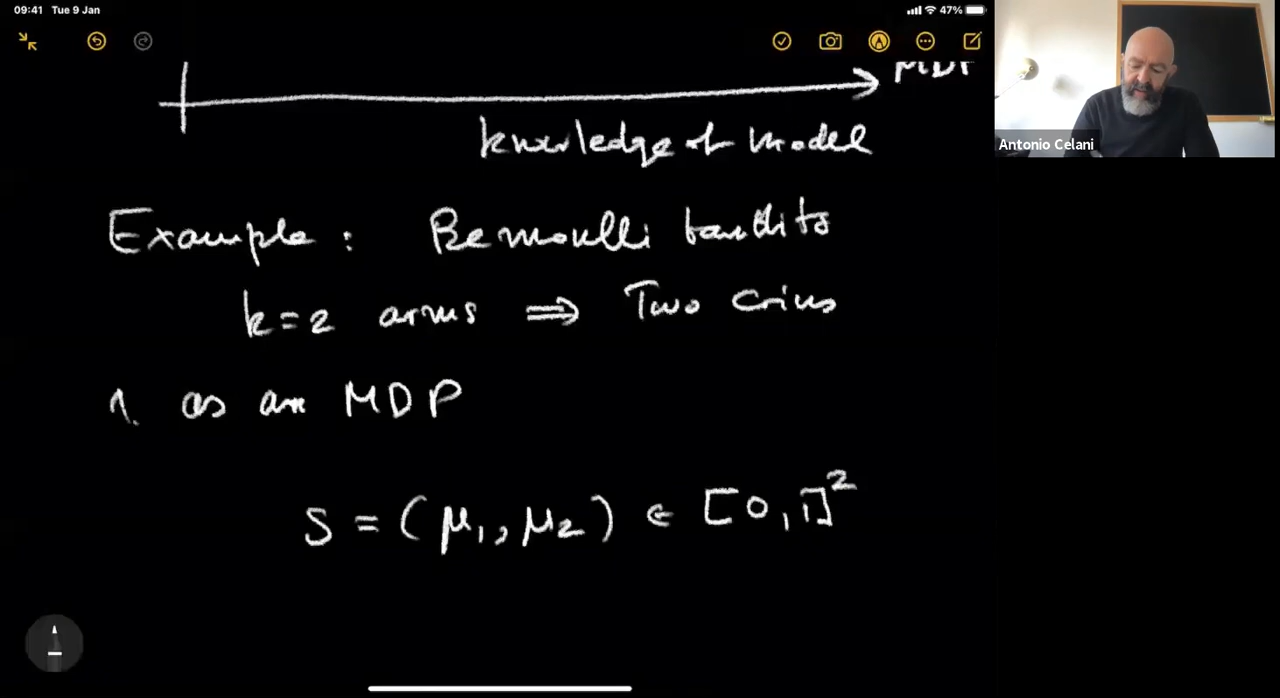 09:41 Tue 9 Jan
47%
MDP
knowledge of model
Antonio Celani
Example : Bernoulli bandits
k=2 arms ⇒ Two coins
1. as an MDP
S = (μ₁, μ₂) ∈ [0,1]²